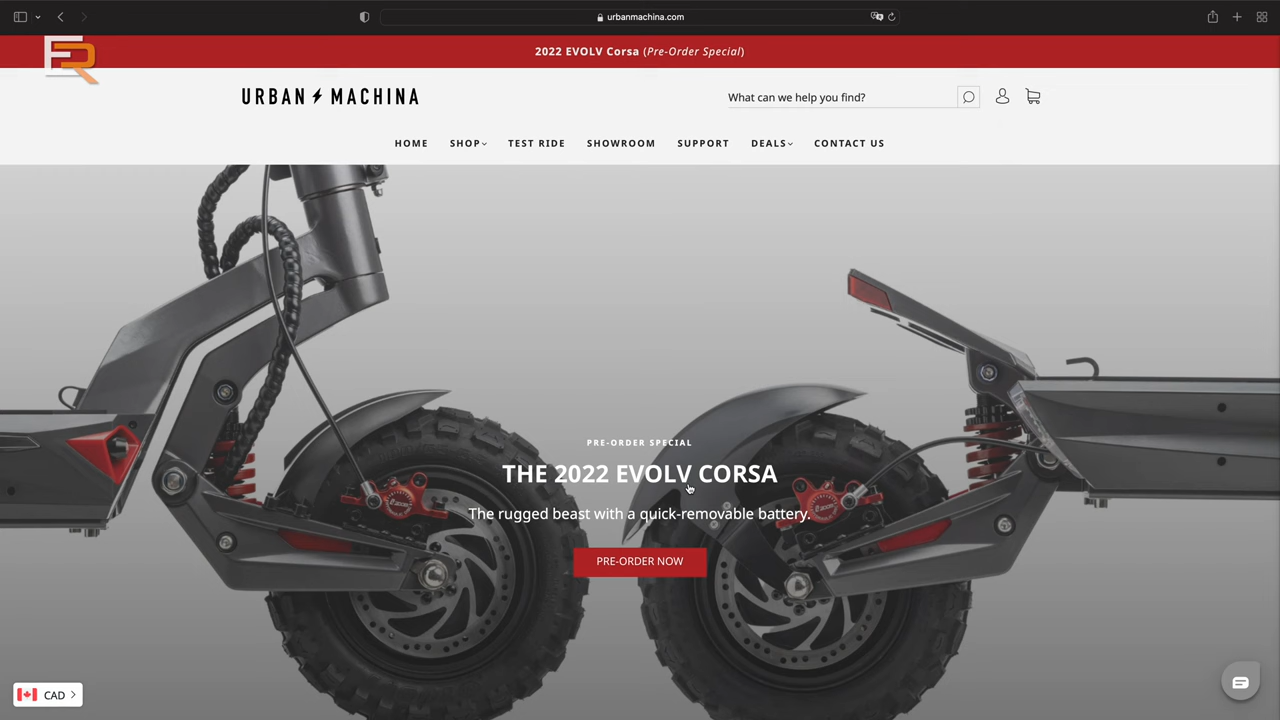 urbanmachina.com
2022 EVOLV Corsa (Pre-Order Special)
ER
URBAN MACHINA
What can we help you find?
HOME SHOP TEST RIDE SHOWROOM SUPPORT DEALS CONTACT US
PRE-ORDER SPECIAL
THE 2022 EVOLV CORSA
The rugged beast with a quick-removable battery.
PRE-ORDER NOW
CAD